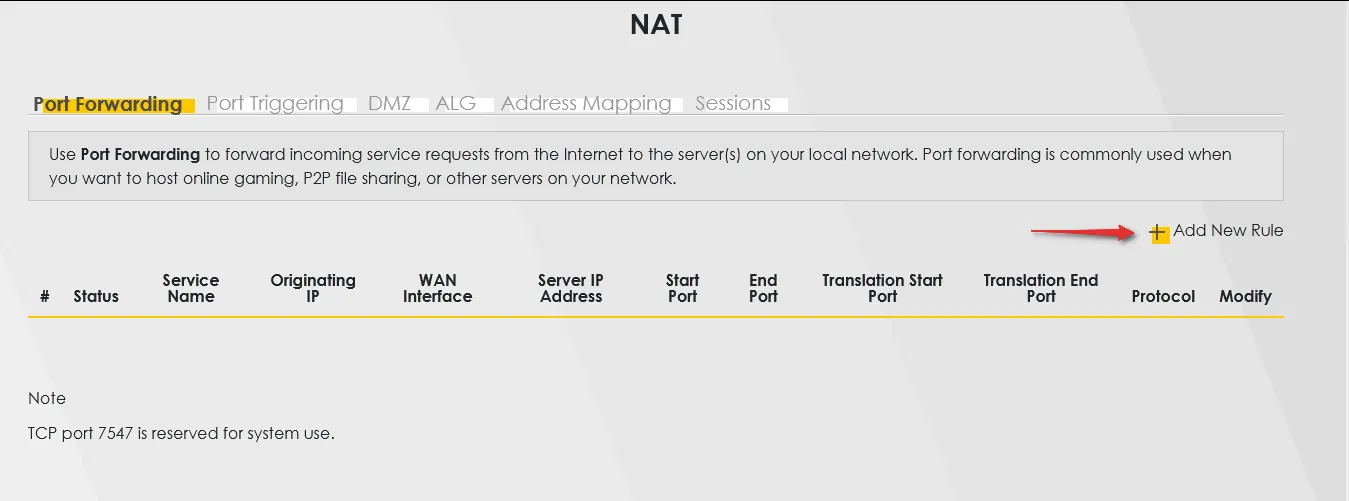 NAT
Port Forwarding Port Triggering DMZ ALG Address Mapping Sessions
Use Port Forwarding to forward incoming service requests from the Internet to the server(s) on your local network. Port forwarding is commonly used when
you want to host online gaming, P2P file sharing, or other servers on your network.
+ Add New Rule
# Status Service Name Originating IP WAN Interface Server IP Address Start Port End Port Translation Start Port Translation End Port Protocol Modify
Note
TCP port 7547 is reserved for system use.